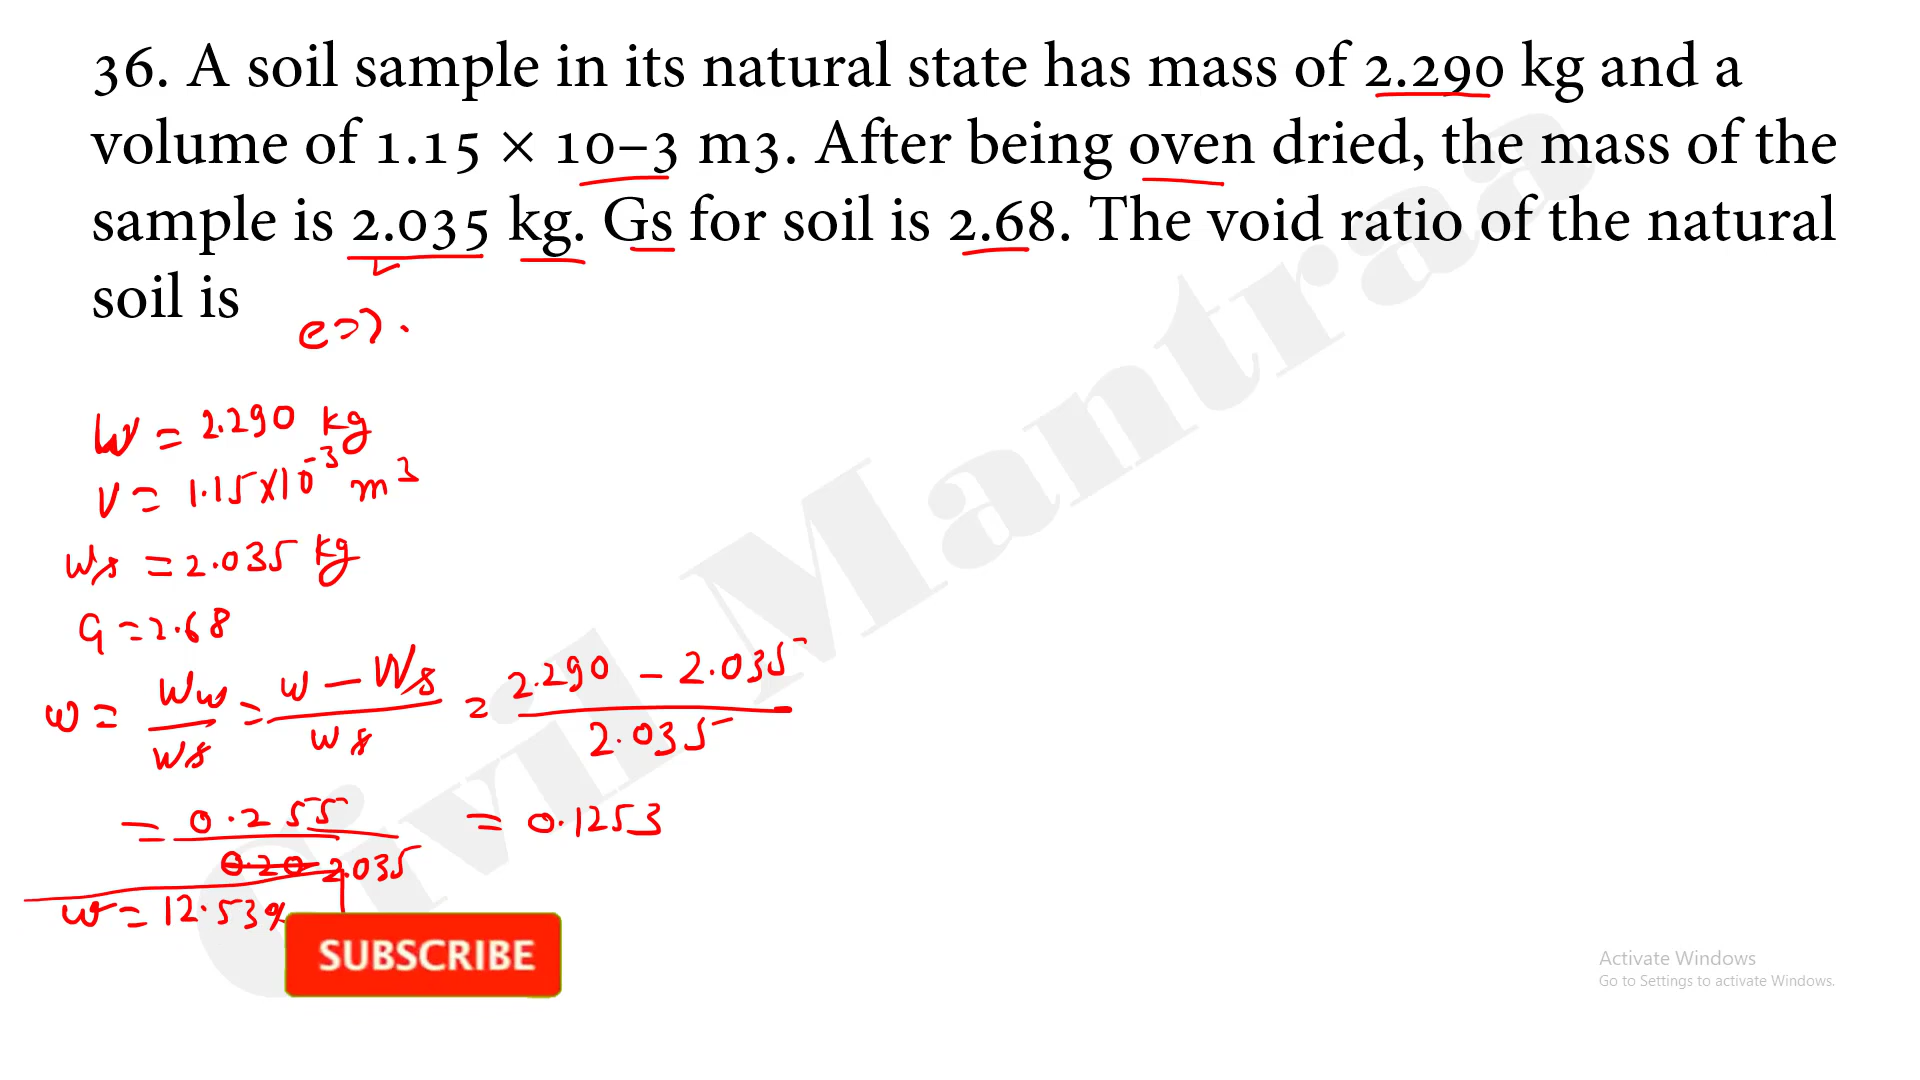 36. A soil sample in its natural state has mass of 2.290 kg and a
volume of 1.15 × 10–3 m3. After being oven dried, the mass of the
sample is 2.035 kg. Gs for soil is 2.68. The void ratio of the natural
soil is
e=?.
W = 2.290 kg
V = 1.15×10⁻³ m³
Ws = 2.035 kg
G = 2.68
w = Ww/Ws = W - Ws/Ws = 2.290 - 2.035/2.035
= 0.255/2.035 = 0.1253
w = 12.53%
SUBSCRIBE
Civil Mantraa
Activate Windows
Go to Settings to activate Windows.